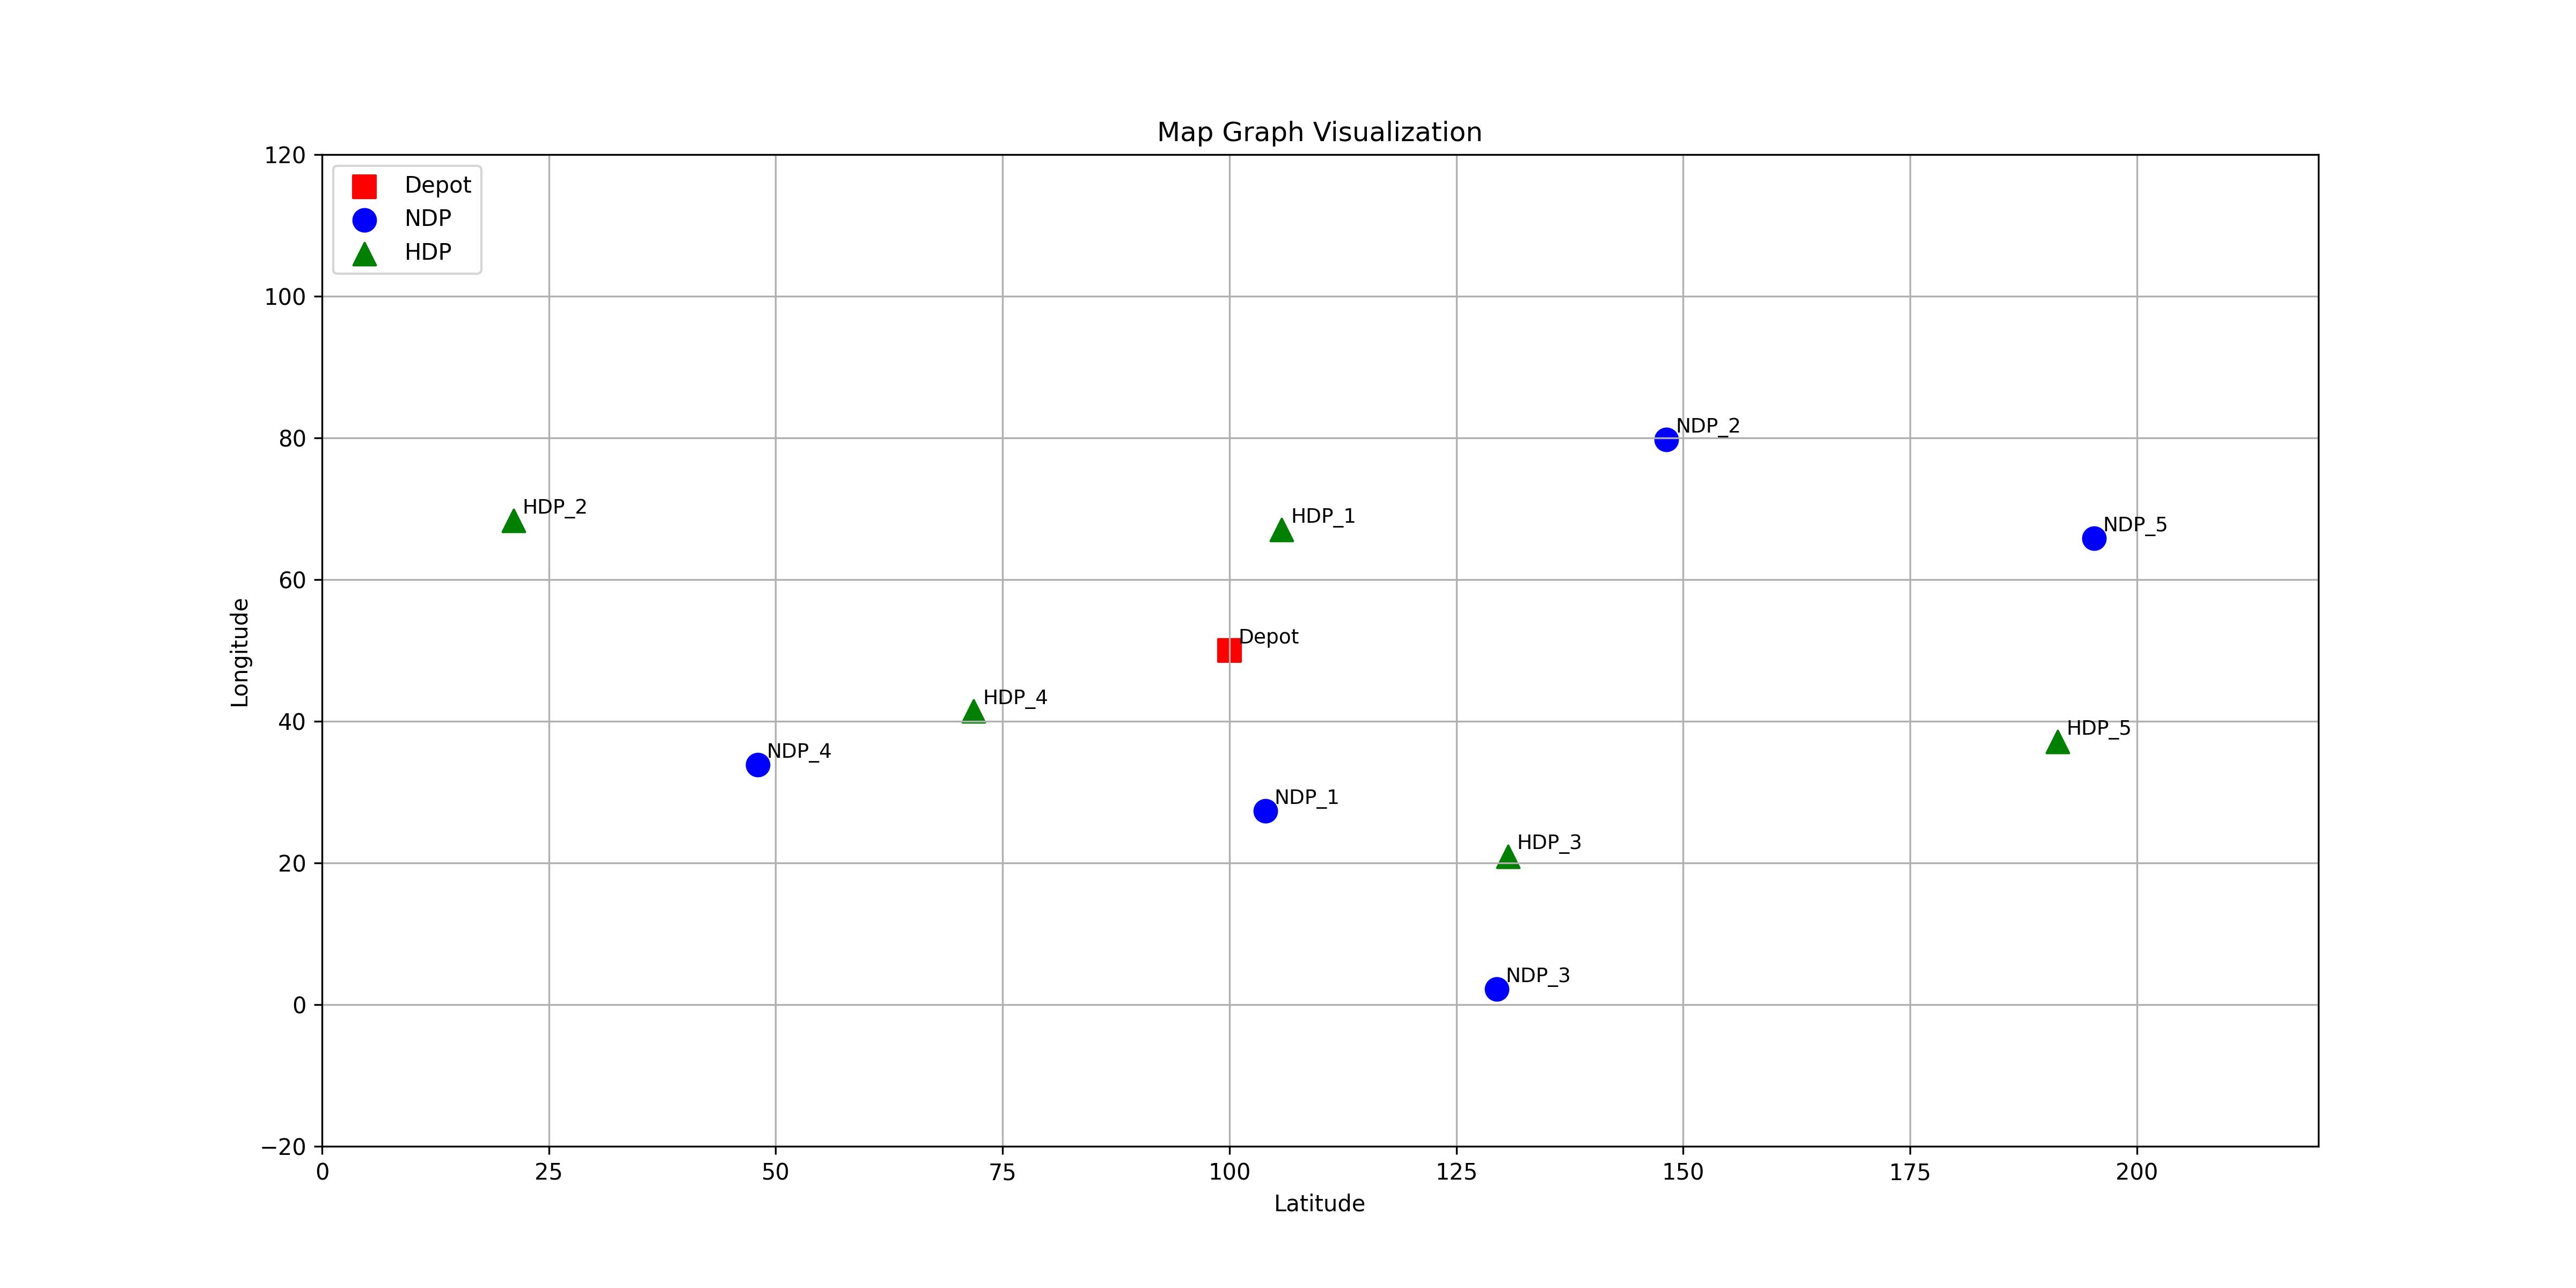 Map Graph Visualization
120
100
80
60
40
20
0
−20
Longitude
Depot
NDP
HDP
NDP_2
HDP_2
HDP_1
NDP_5
Depot
HDP_4
HDP_5
NDP_4
NDP_1
HDP_3
NDP_3
0 25 50 75 100 125 150 175 200
Latitude